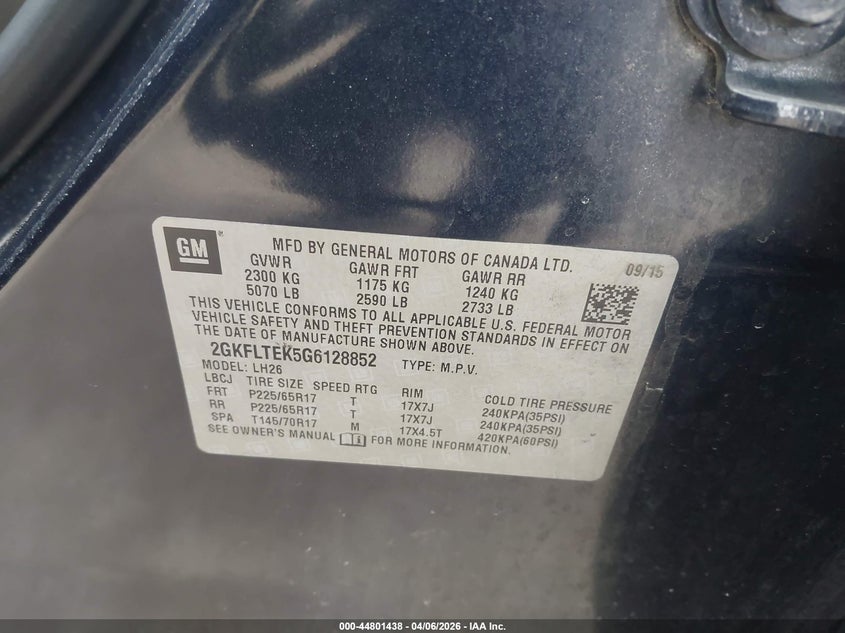 GM
MFD BY GENERAL MOTORS OF CANADA LTD. 09/15
GVWR GAWR FRT GAWR RR
2300 KG 1175 KG 1240 KG
5070 LB 2590 LB 2733 LB
THIS VEHICLE CONFORMS TO ALL APPLICABLE U.S. FEDERAL MOTOR
VEHICLE SAFETY AND THEFT PREVENTION STANDARDS IN EFFECT ON
THE DATE OF MANUFACTURE SHOWN ABOVE.
2GKFLTEK5G6128852 TYPE: M.P.V.
MODEL: LH26
LBCJ TIRE SIZE SPEED RTG RIM COLD TIRE PRESSURE
FRT P225/65R17 T 17X7J 240KPA(35PSI)
RR P225/65R17 T 17X7J 240KPA(35PSI)
SPA T145/70R17 M 17X4.5T 420KPA(60PSI)
SEE OWNER'S MANUAL i FOR MORE INFORMATION.
000-44801438 - 04/06/2026 - IAA Inc.